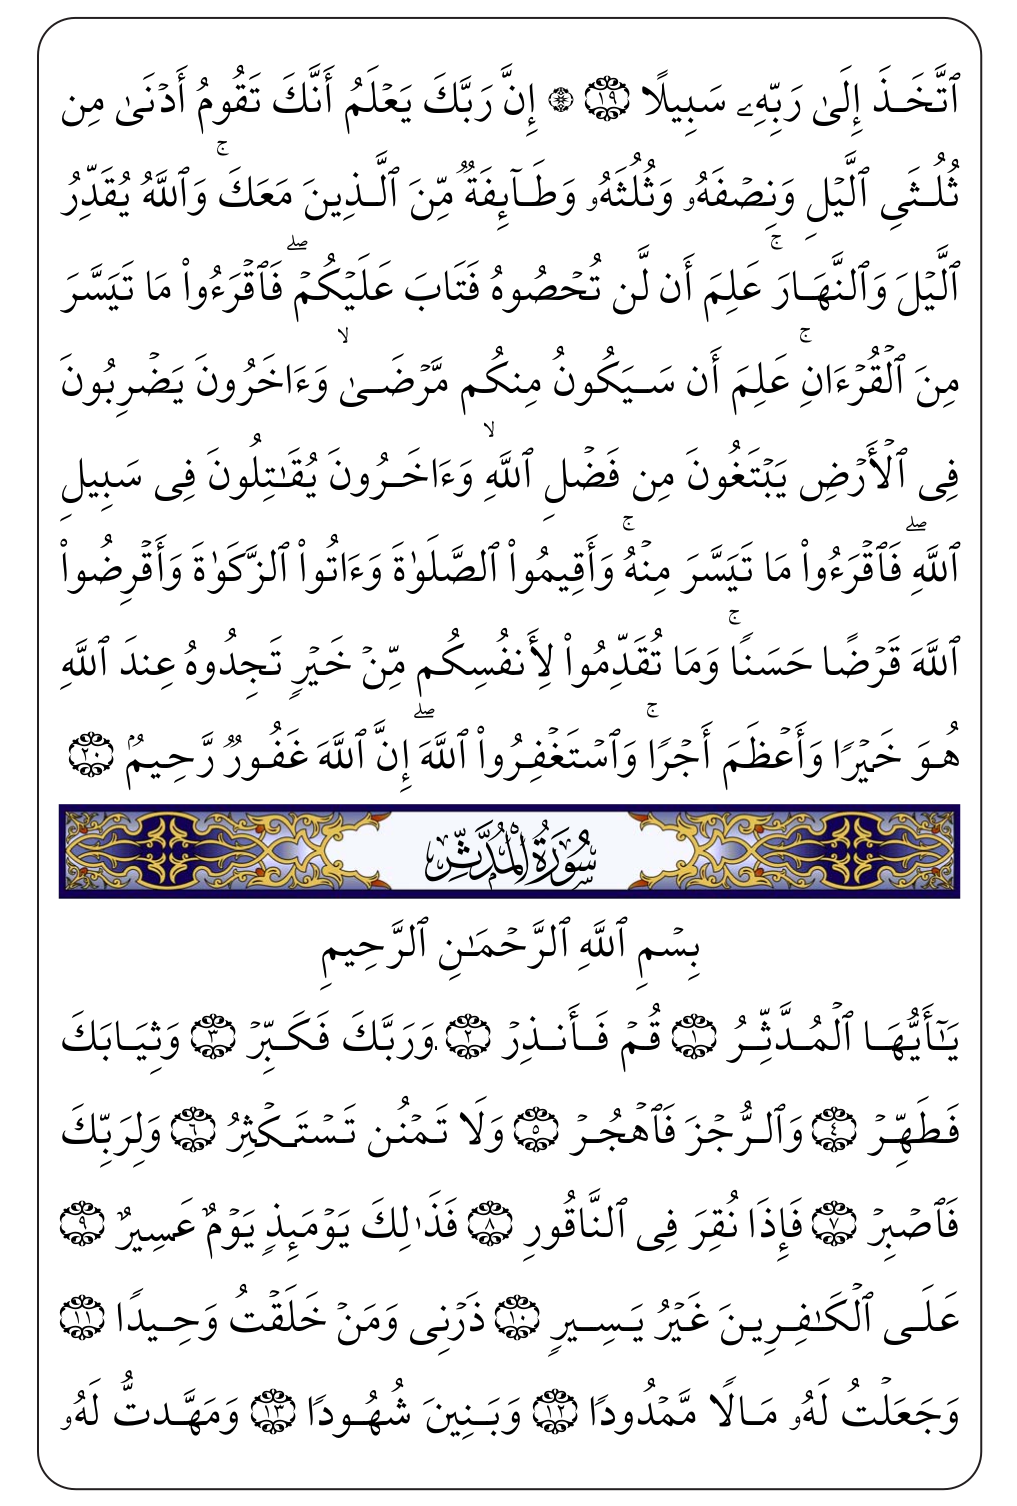 ٱتَّخَذَ إِلَىٰ رَبِّهِۦ سَبِيلًا ١٩ ۞ إِنَّ رَبَّكَ يَعۡلَمُ أَنَّكَ تَقُومُ أَدۡنَىٰ مِن
ثُلُثَيِ ٱلَّيۡلِ وَنِصۡفَهُۥ وَثُلُثَهُۥ وَطَآئِفَةٞ مِّنَ ٱلَّذِينَ مَعَكَۚ وَٱللَّهُ يُقَدِّرُ
ٱلَّيۡلَ وَٱلنَّهَارَۚ عَلِمَ أَن لَّن تُحۡصُوهُ فَتَابَ عَلَيۡكُمۡۖ فَٱقۡرَءُواْ مَا تَيَسَّرَ
مِنَ ٱلۡقُرۡءَانِۚ عَلِمَ أَن سَيَكُونُ مِنكُم مَّرۡضَىٰ ۙ وَءَاخَرُونَ يَضۡرِبُونَ
فِي ٱلۡأَرۡضِ يَبۡتَغُونَ مِن فَضۡلِ ٱللَّهِ ۙ وَءَاخَرُونَ يُقَٰتِلُونَ فِي سَبِيلِ
ٱللَّهِۖ فَٱقۡرَءُواْ مَا تَيَسَّرَ مِنۡهُۚ وَأَقِيمُواْ ٱلصَّلَوٰةَ وَءَاتُواْ ٱلزَّكَوٰةَ وَأَقۡرِضُواْ
ٱللَّهَ قَرۡضًا حَسَنٗاۚ وَمَا تُقَدِّمُواْ لِأَنفُسِكُم مِّنۡ خَيۡرٖ تَجِدُوهُ عِندَ ٱللَّهِ
هُوَ خَيۡرٗا وَأَعۡظَمَ أَجۡرٗاۚ وَٱسۡتَغۡفِرُواْ ٱللَّهَۖ إِنَّ ٱللَّهَ غَفُورٞ رَّحِيمُۢ ٢٠
سُورَةُ الْمُدَّثِّرِ
بِسۡمِ ٱللَّهِ ٱلرَّحۡمَٰنِ ٱلرَّحِيمِ
يَٰٓأَيُّهَا ٱلۡمُدَّثِّرُ ١ قُمۡ فَأَنذِرۡ ٢ وَرَبَّكَ فَكَبِّرۡ ٣ وَثِيَابَكَ
فَطَهِّرۡ ٤ وَٱلرُّجۡزَ فَٱهۡجُرۡ ٥ وَلَا تَمۡنُن تَسۡتَكۡثِرُ ٦ وَلِرَبِّكَ
فَٱصۡبِرۡ ٧ فَإِذَا نُقِرَ فِي ٱلنَّاقُورِ ٨ فَذَٰلِكَ يَوۡمَئِذٖ يَوۡمٌ عَسِيرٌ ٩
عَلَى ٱلۡكَٰفِرِينَ غَيۡرُ يَسِيرٖ ١٠ ذَرۡنِي وَمَنۡ خَلَقۡتُ وَحِيدٗا ١١
وَجَعَلۡتُ لَهُۥ مَالٗا مَّمۡدُودٗا ١٢ وَبَنِينَ شُهُودٗا ١٣ وَمَهَّدتُّ لَهُۥ